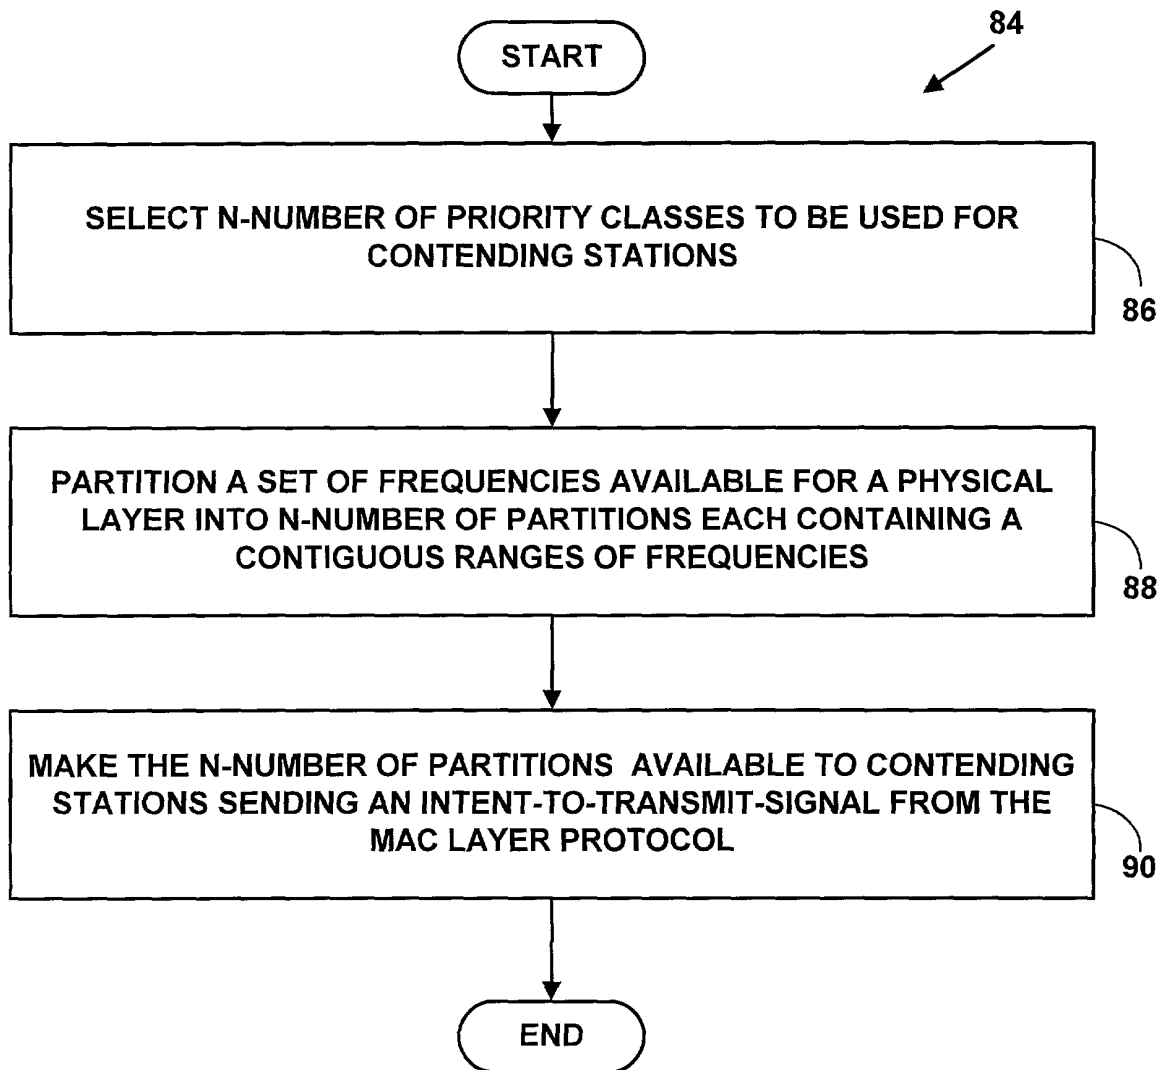 START
84
SELECT N-NUMBER OF PRIORITY CLASSES TO BE USED FOR
CONTENDING STATIONS
86
PARTITION A SET OF FREQUENCIES AVAILABLE FOR A PHYSICAL
LAYER INTO N-NUMBER OF PARTITIONS EACH CONTAINING A
CONTIGUOUS RANGES OF FREQUENCIES
88
MAKE THE N-NUMBER OF PARTITIONS AVAILABLE TO CONTENDING
STATIONS SENDING AN INTENT-TO-TRANSMIT-SIGNAL FROM THE
MAC LAYER PROTOCOL
90
END